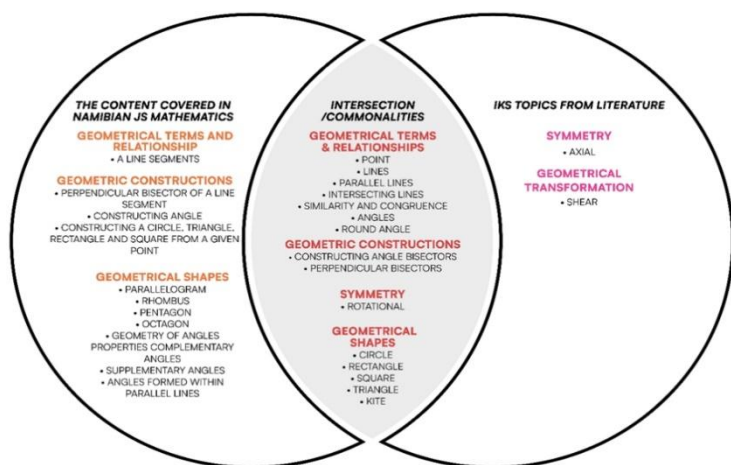 THE CONTENT COVERED IN
NAMIBIAN JS MATHEMATICS
GEOMETRICAL TERMS AND
RELATIONSHIP
• A LINE SEGMENTS
GEOMETRIC CONSTRUCTIONS
• PERPENDICULAR BISECTOR OF A LINE
SEGMENT
• CONSTRUCTING ANGLE
• CONSTRUCTING A CIRCLE, TRIANGLE,
RECTANGLE AND SQUARE FROM A GIVEN
POINT
GEOMETRICAL SHAPES
• PARALLELOGRAM
• RHOMBUS
• PENTAGON
• OCTAGON
• GEOMETRY OF ANGLES
PROPERTIES COMPLEMENTARY
ANGLES
• SUPPLEMENTARY ANGLES
• ANGLES FORMED WITHIN
PARALLEL LINES
INTERSECTION
/COMMONALITIES
GEOMETRICAL TERMS
& RELATIONSHIPS
• POINT
• LINES
• PARALLEL LINES
• INTERSECTING LINES
• SIMILARITY AND CONGRUENCE
• ANGLES
• ROUND ANGLE
GEOMETRIC CONSTRUCTIONS
• CONSTRUCTING ANGLE BISECTORS
• PERPENDICULAR BISECTORS
SYMMETRY
• ROTATIONAL
GEOMETRICAL
SHAPES
• CIRCLE
• RECTANGLE
• SQUARE
• TRIANGLE
• KITE
IKS TOPICS FROM LITERATURE
SYMMETRY
• AXIAL
GEOMETRICAL
TRANSFORMATION
• SHEAR